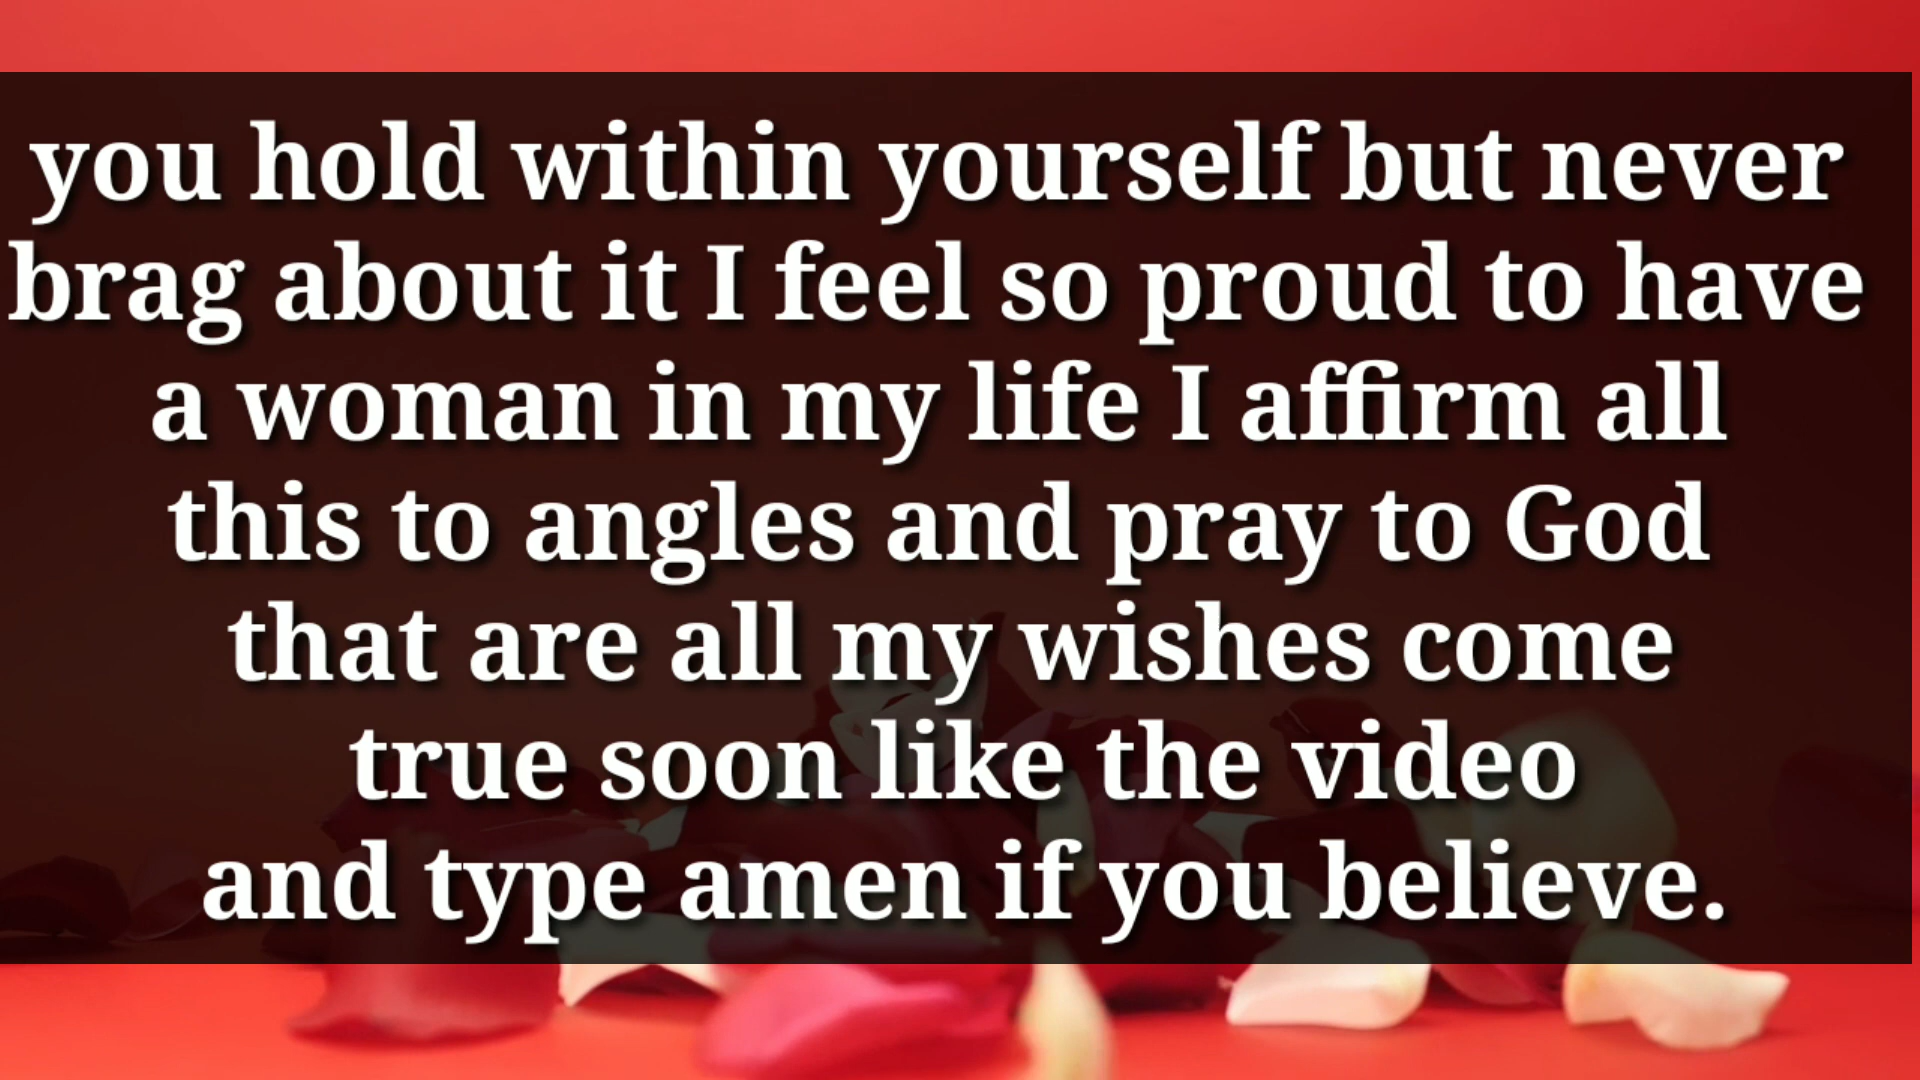 you hold within yourself but never
brag about it I feel so proud to have
a woman in my life I affirm all
this to angles and pray to God
that are all my wishes come
true soon like the video
and type amen if you believe.